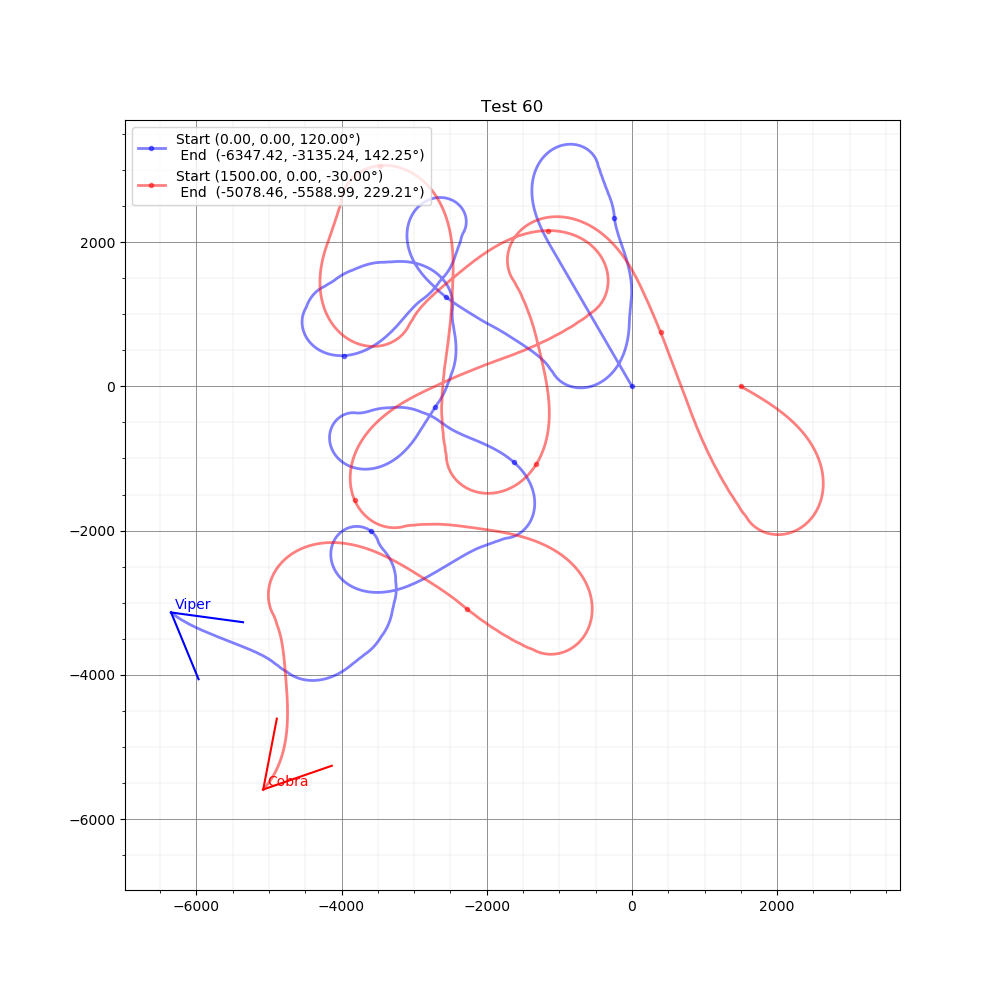 Test 60
Start (0.00, 0.00, 120.00°)
End  (-6347.42, -3135.24, 142.25°)
Start (1500.00, 0.00, -30.00°)
End  (-5078.46, -5588.99, 229.21°)
2000
0
−2000
−4000
−6000
Viper
Cobra
−6000
−4000
−2000
0
2000